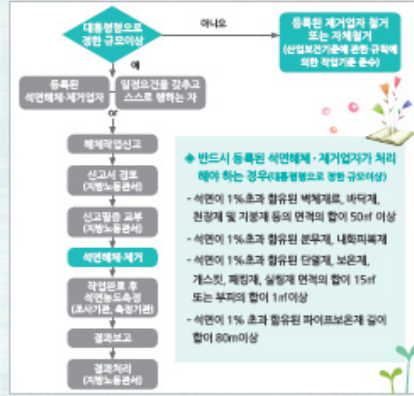 대통령령으로
정한 규모이상
아니오
등록된 제거업자 철거
또는 자체철거
(산업보건기준에 관한 규칙에
의한 작업기준 준수)
예
등록된
석면해체·제거업자
일정요건을 갖추고
스스로 행하는 자
or
해체작업신고
신고서 검토
(지방노동관서)
신고필증 교부
(지방노동관서)
석면해체·제거
작업완료 후
석면농도측정
(조사기관, 측정기관)
결과보고
결과처리
(지방노동관서)
◆ 반드시 등록된 석면해체·제거업자가 처리
해야 하는 경우(대통령령으로 정한 규모이상)
- 석면이 1%초과 함유된 벽체재료, 바닥재,
천장재 및 지붕재 등의 면적의 합이 50㎡ 이상
- 석면이 1%초과 함유된 분무재, 내화피복재
- 석면이 1%초과 함유된 단열재, 보온재,
개스킷, 패킹재, 실링재 면적의 합이 15㎡
또는 부피의 합이 1㎥이상
- 석면이 1% 초과 함유된 파이프보온재 길이
합이 80m이상